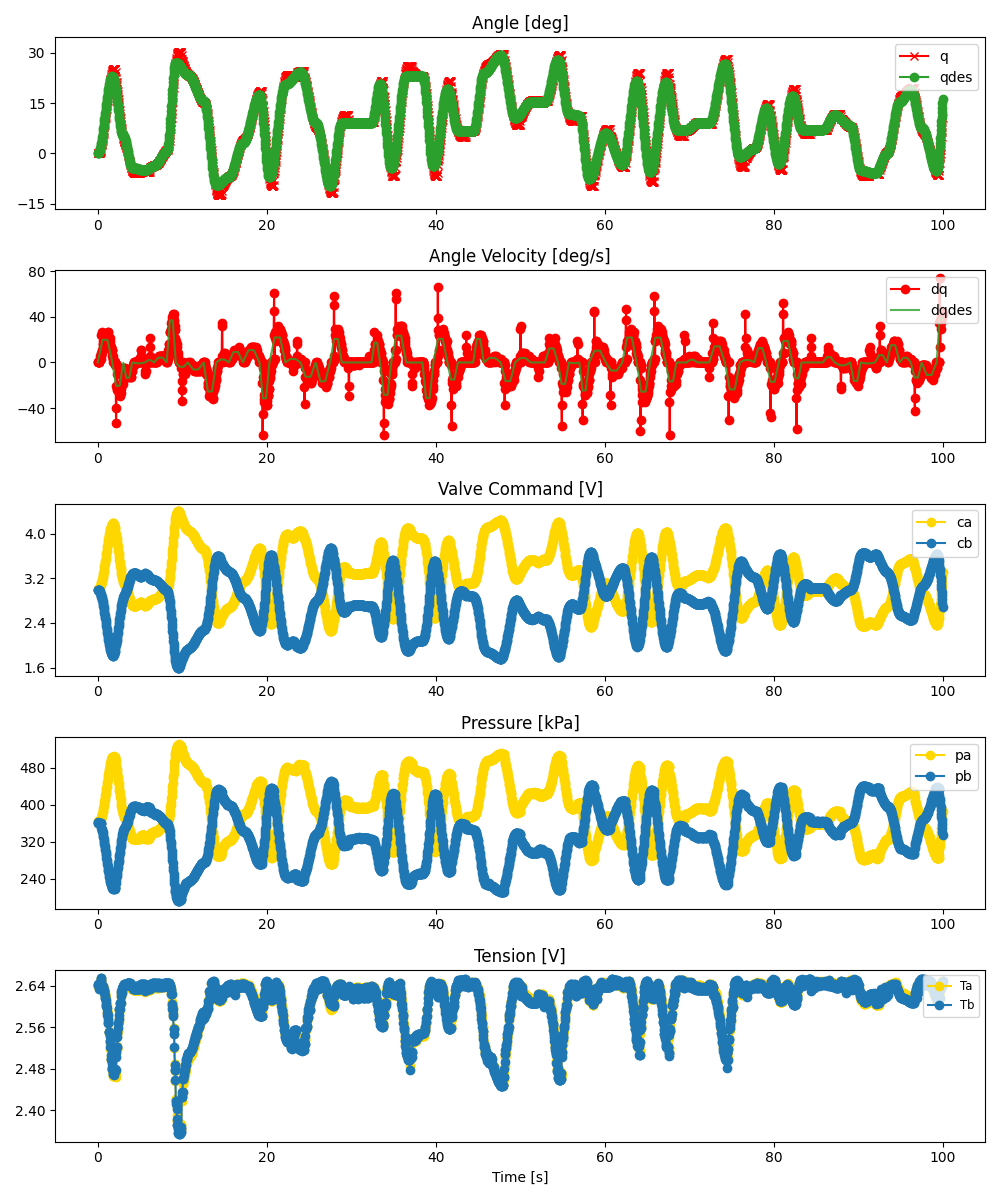 Angle [deg]
30
15
0
−15
q
qdes
0 20 40 60 80 100
Angle Velocity [deg/s]
80
40
0
−40
dq
dqdes
0 20 40 60 80 100
Valve Command [V]
4.0
3.2
2.4
1.6
ca
cb
0 20 40 60 80 100
Pressure [kPa]
480
400
320
240
pa
pb
0 20 40 60 80 100
Tension [V]
2.64
2.56
2.48
2.40
Ta
Tb
0 20 40 60 80 100
Time [s]